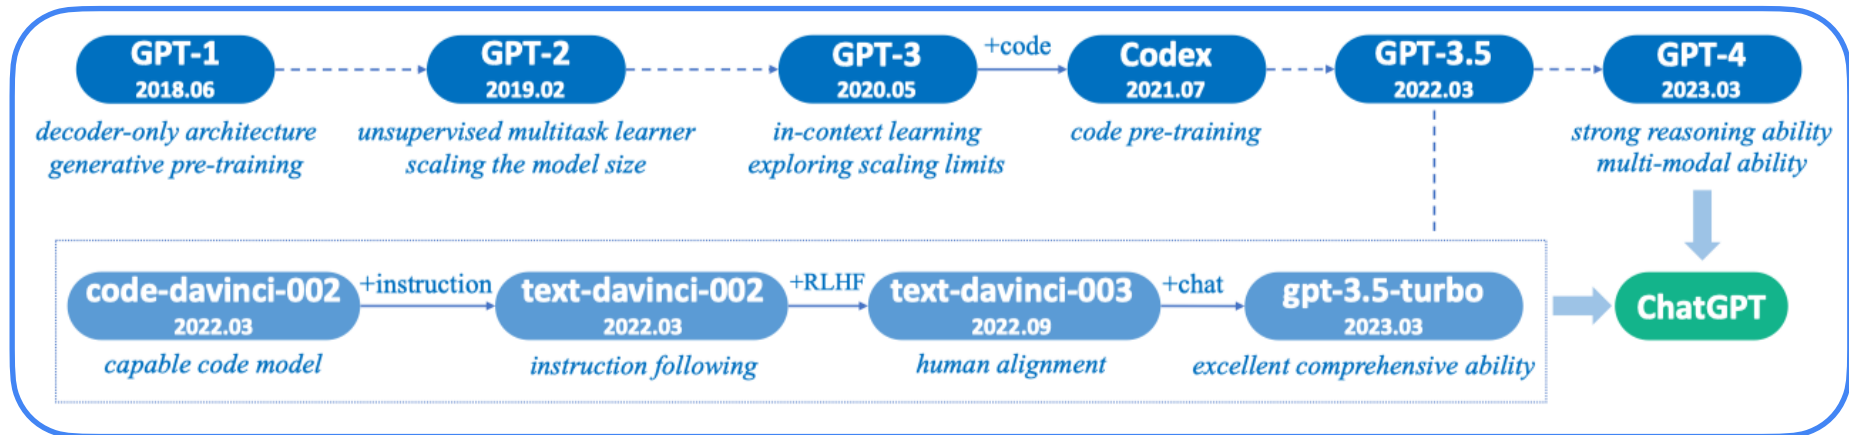 GPT-1
2018.06
decoder-only architecture
generative pre-training
GPT-2
2019.02
unsupervised multitask learner
scaling the model size
GPT-3
2020.05
in-context learning
exploring scaling limits
+code
Codex
2021.07
code pre-training
GPT-3.5
2022.03
GPT-4
2023.03
strong reasoning ability
multi-modal ability
code-davinci-002
2022.03
capable code model
+instruction
text-davinci-002
2022.03
instruction following
+RLHF
text-davinci-003
2022.09
human alignment
+chat
gpt-3.5-turbo
2023.03
excellent comprehensive ability
ChatGPT